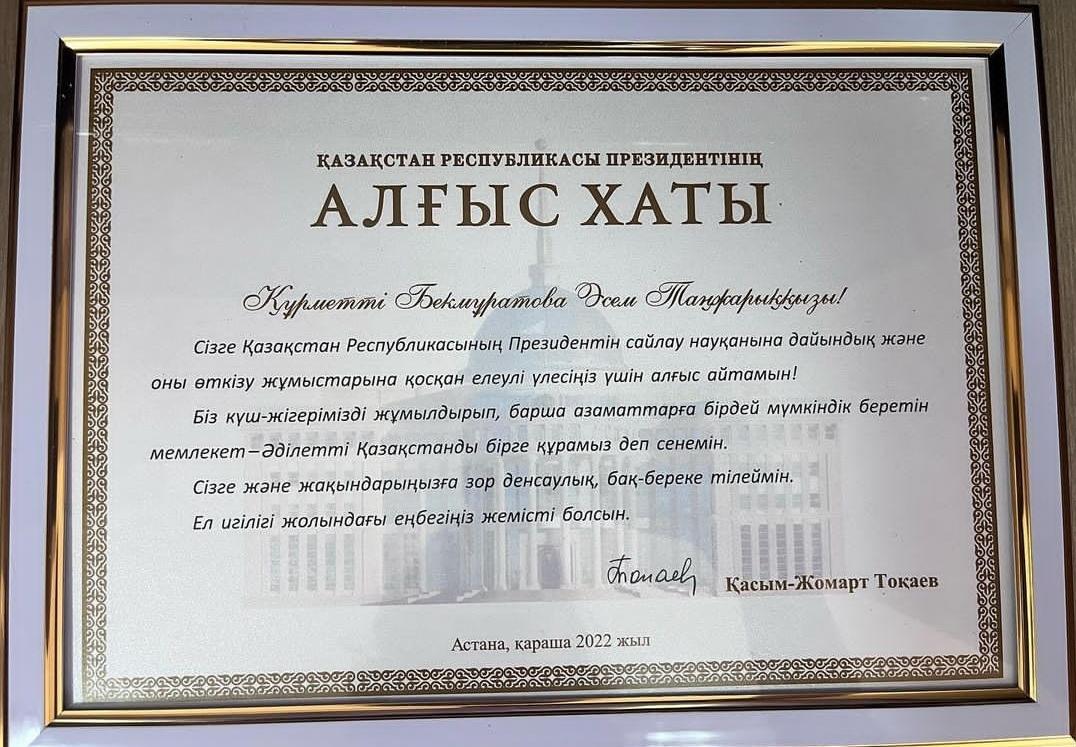 ҚАЗАҚСТАН РЕСПУБЛИКАСЫ ПРЕЗИДЕНТІНІҢ
АЛҒЫС ХАТЫ
Құрметті Бекмұратова Әсем Таңжарыққызы!
Сізге Қазақстан Республикасының Президентін сайлау науқанына дайындық және
оны өткізу жұмыстарына қосқан елеулі үлесіңіз үшін алғыс айтамын!
Біз күш-жігерімізді жұмылдырып, барша азаматтарға бірдей мүмкіндік беретін
мемлекет–Әділетті Қазақстанды бірге құрамыз деп сенемін.
Сізге және жақындарыңызға зор денсаулық, бақ-береке тілеймін.
Ел игілігі жолындағы еңбегіңіз жемісті болсын.
Тоқаев Қасым-Жомарт Тоқаев
Астана, қараша 2022 жыл